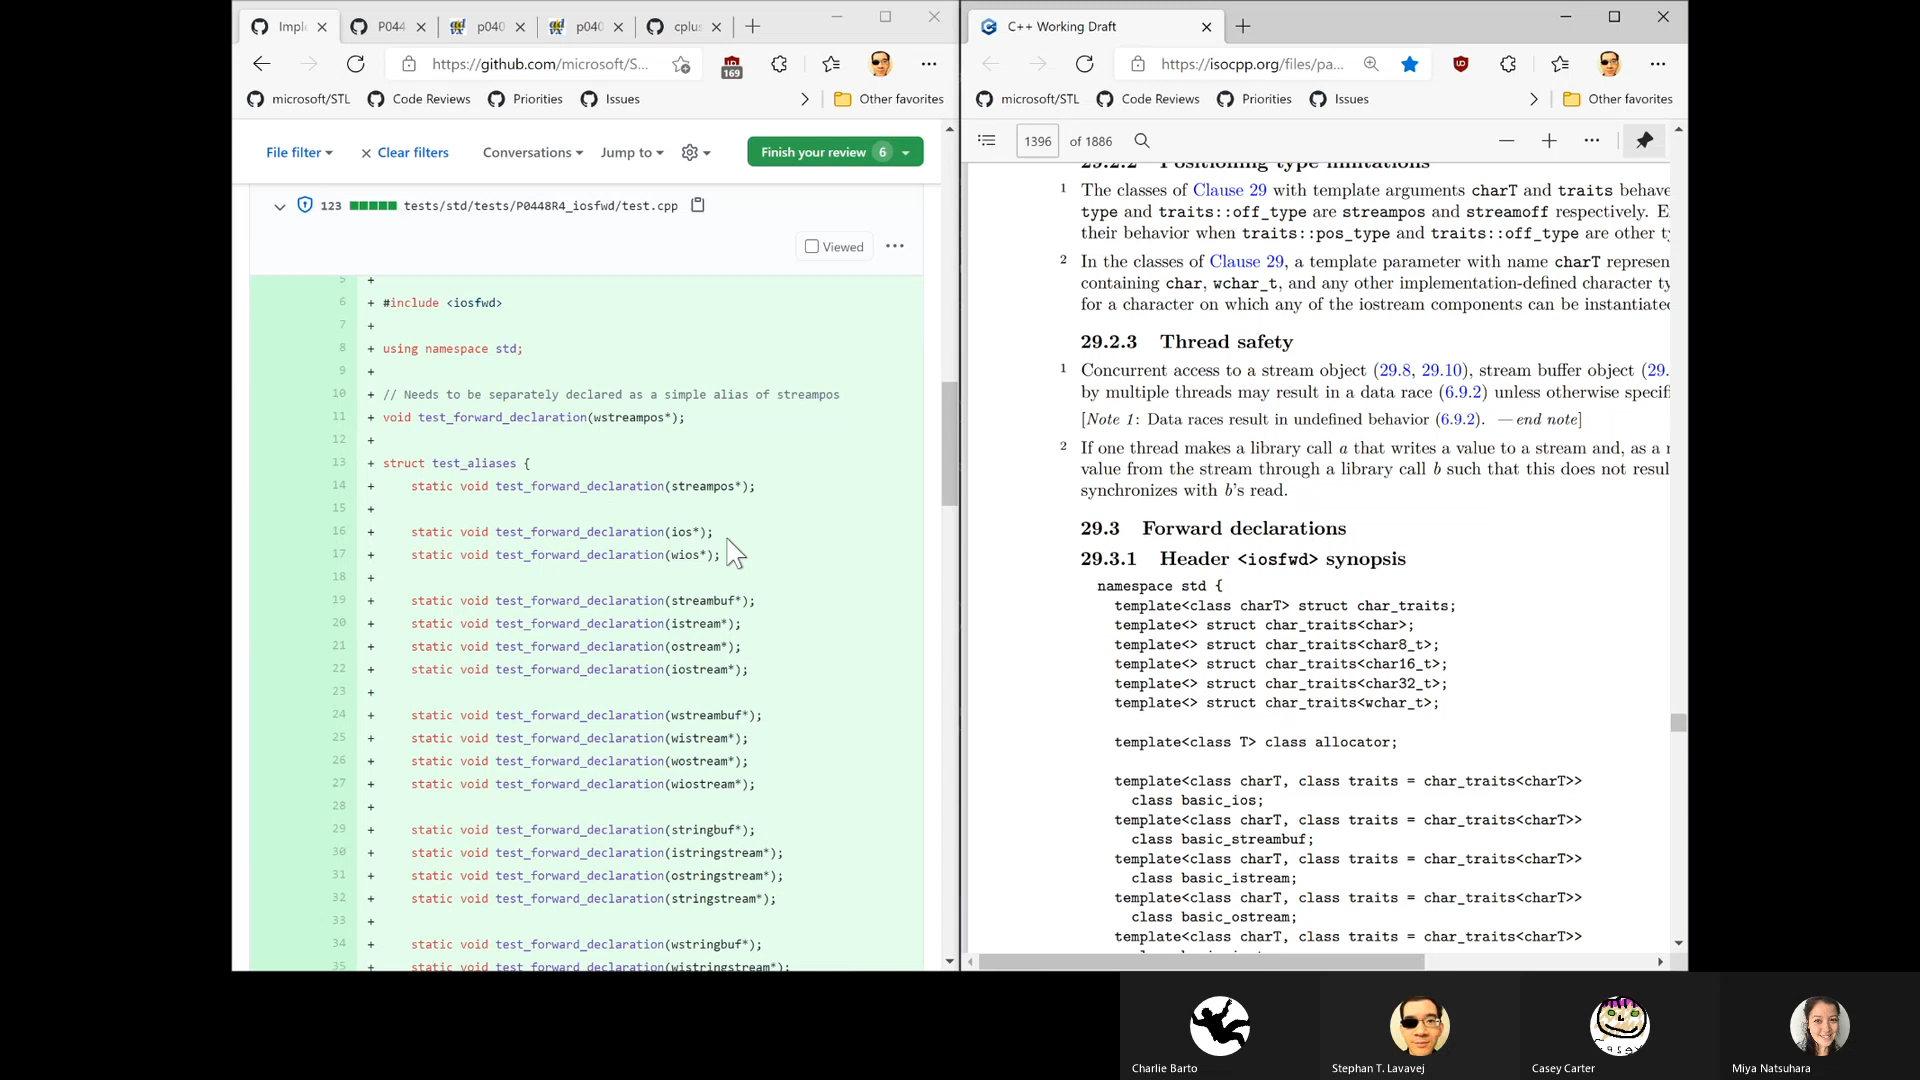 Impl
P044
p040
p040
cplus
https://github.com/microsoft/S...
169
microsoft/STL
Code Reviews
Priorities
Issues
Other favorites
File filter
Clear filters
Conversations
Jump to
Finish your review 6
123 tests/std/tests/P0448R4_iosfwd/test.cpp
Viewed
5 +
6 + #include <iosfwd>
7 +
8 + using namespace std;
9 +
10 + // Needs to be separately declared as a simple alias of streampos
11 + void test_forward_declaration(wstreampos*);
12 +
13 + struct test_aliases {
14 + static void test_forward_declaration(streampos*);
15 +
16 + static void test_forward_declaration(ios*);
17 + static void test_forward_declaration(wios*);
18 +
19 + static void test_forward_declaration(streambuf*);
20 + static void test_forward_declaration(istream*);
21 + static void test_forward_declaration(ostream*);
22 + static void test_forward_declaration(iostream*);
23 +
24 + static void test_forward_declaration(wstreambuf*);
25 + static void test_forward_declaration(wistream*);
26 + static void test_forward_declaration(wostream*);
27 + static void test_forward_declaration(wiostream*);
28 +
29 + static void test_forward_declaration(stringbuf*);
30 + static void test_forward_declaration(istringstream*);
31 + static void test_forward_declaration(ostringstream*);
32 + static void test_forward_declaration(stringstream*);
33 +
34 + static void test_forward_declaration(wstringbuf*);
35 static void test_forward_declaration(wistringstream*);
C++ Working Draft
https://isocpp.org/files/pa...
microsoft/STL
Code Reviews
Priorities
Issues
Other favorites
1396 of 1886
29.2.2 Positioning type limitations
1 The classes of Clause 29 with template arguments charT and traits behave
type and traits::off_type are streampos and streamoff respectively. E
their behavior when traits::pos_type and traits::off_type are other t
2 In the classes of Clause 29, a template parameter with name charT represen
containing char, wchar_t, and any other implementation-defined character ty
for a character on which any of the iostream components can be instantiated
29.2.3 Thread safety
1 Concurrent access to a stream object (29.8, 29.10), stream buffer object (29.
by multiple threads may result in a data race (6.9.2) unless otherwise specifi
[Note 1: Data races result in undefined behavior (6.9.2). — end note]
2 If one thread makes a library call a that writes a value to a stream and, as a r
value from the stream through a library call b such that this does not resul
synchronizes with b's read.
29.3 Forward declarations
29.3.1 Header <iosfwd> synopsis
namespace std {
template<class charT> struct char_traits;
template<> struct char_traits<char>;
template<> struct char_traits<char8_t>;
template<> struct char_traits<char16_t>;
template<> struct char_traits<char32_t>;
template<> struct char_traits<wchar_t>;
template<class T> class allocator;
template<class charT, class traits = char_traits<charT>>
class basic_ios;
template<class charT, class traits = char_traits<charT>>
class basic_streambuf;
template<class charT, class traits = char_traits<charT>>
class basic_istream;
template<class charT, class traits = char_traits<charT>>
class basic_ostream;
template<class charT, class traits = char_traits<charT>>
Charlie Barto
Stephan T. Lavavej
Casey Carter
Miya Natsuhara